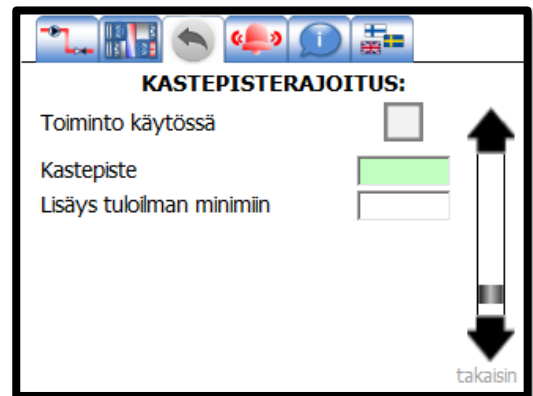 KASTEPISTERAJOITUS:
Toiminto käytössä
Kastepiste
Lisäys tuloilman minimiin
takaisin